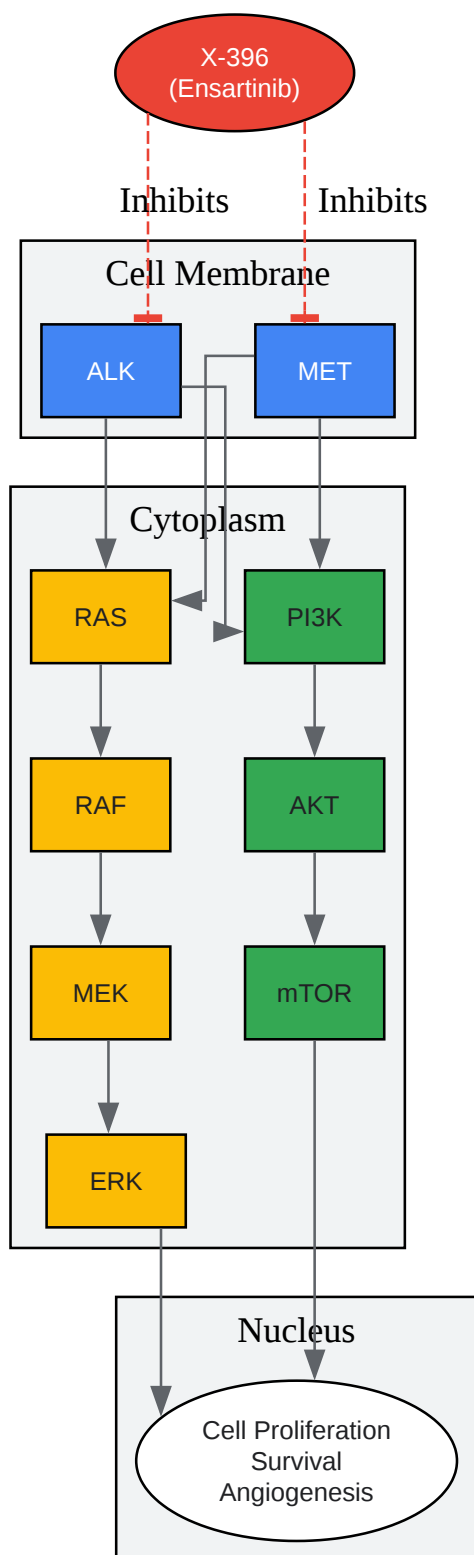 X-396
(Ensartinib)
Inhibits
Inhibits
Cell Membrane
ALK
MET
Cytoplasm
RAS
PI3K
RAF
AKT
MEK
mTOR
ERK
Nucleus
Cell Proliferation
Survival
Angiogenesis